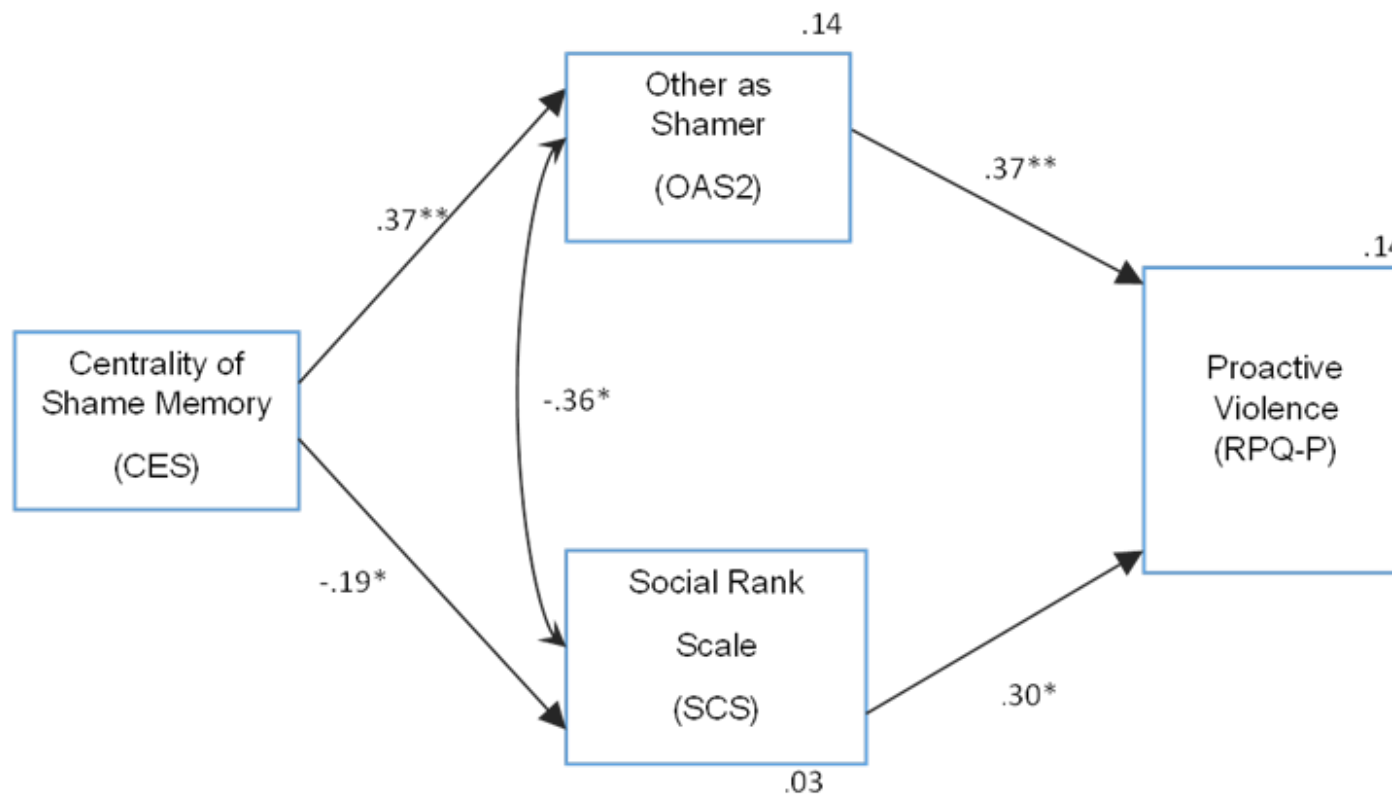 .14
Other as
Shamer
(OAS2)
.37**
.37**
.14
Centrality of
Shame Memory
(CES)
-.36*
Proactive
Violence
(RPQ-P)
-.19*
Social Rank
Scale
(SCS)
.30*
.03